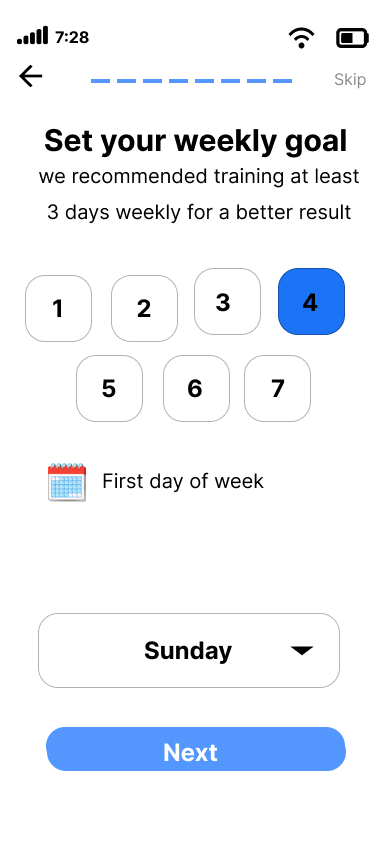 7:28
Skip
Set your weekly goal
we recommended training at least
3 days weekly for a better result
1 2 3 4
5 6 7
First day of week
Sunday
Next